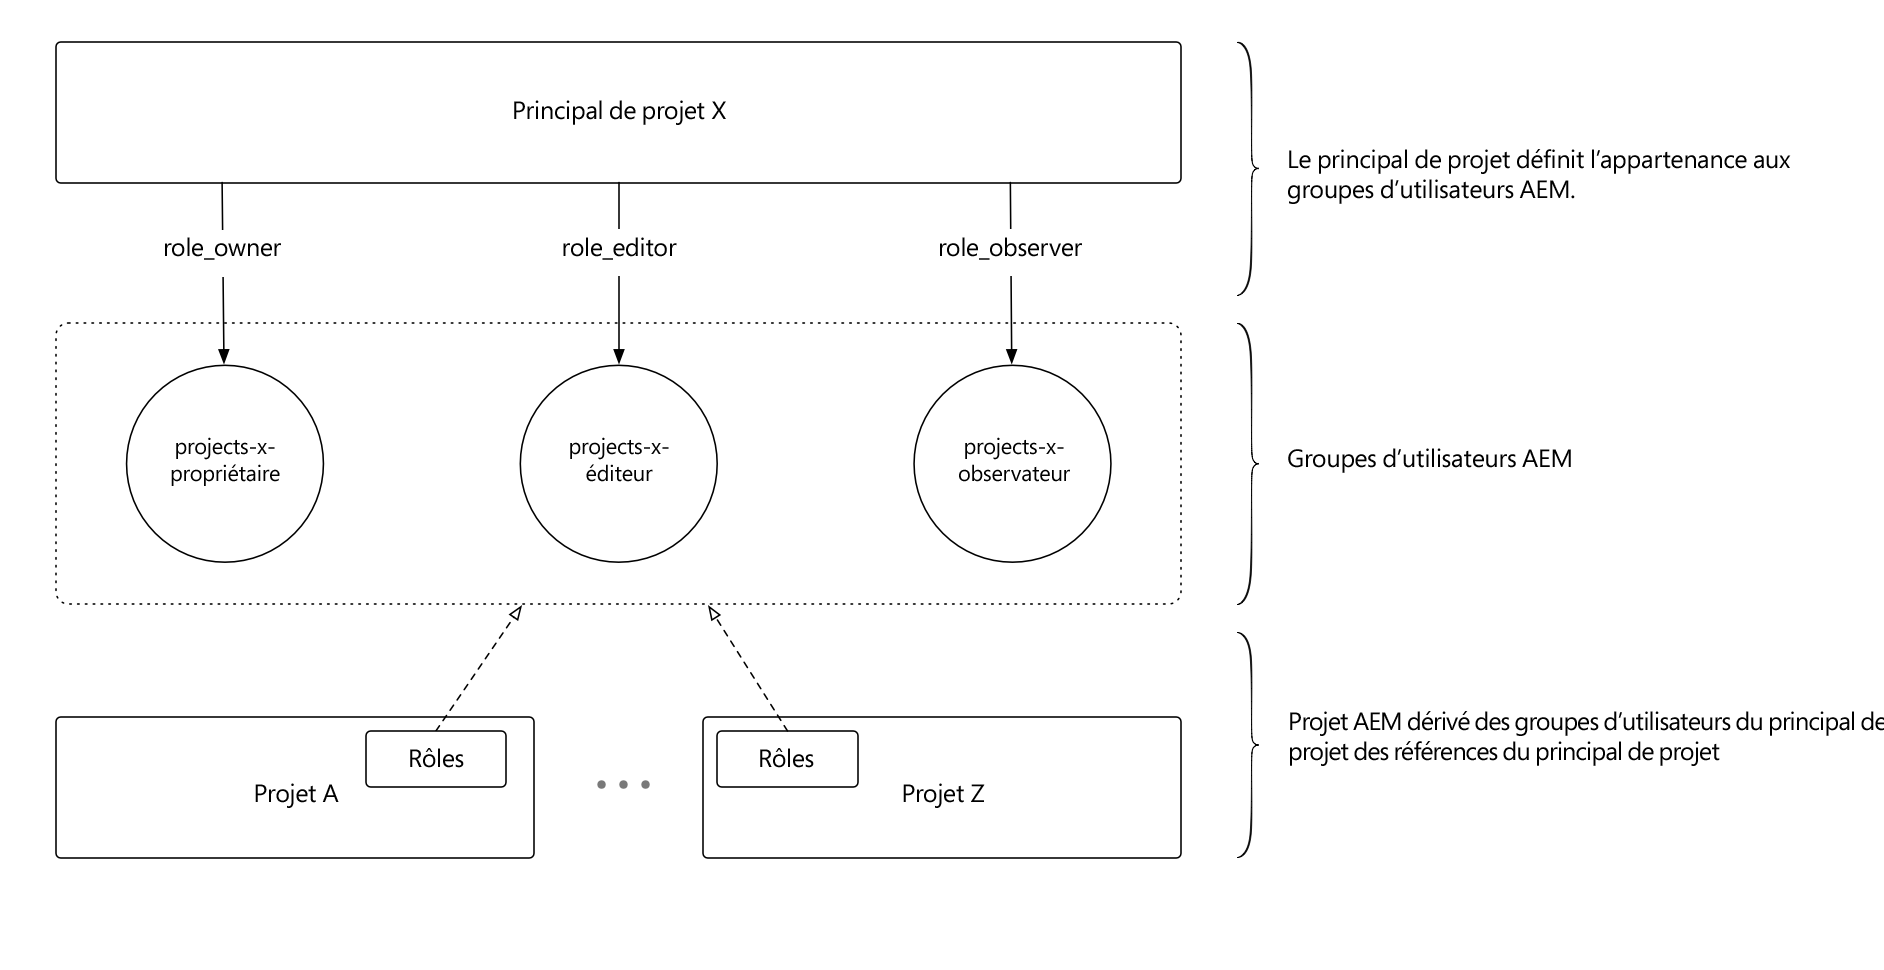 Principal de projet X
Le principal de projet définit l’appartenance aux
groupes d’utilisateurs AEM.
role_owner
role_editor
role_observer
projects-x-
propriétaire
projects-x-
éditeur
projects-x-
observateur
Groupes d’utilisateurs AEM
Rôles
Projet A
Rôles
Projet Z
Projet AEM dérivé des groupes d’utilisateurs du principal de
projet des références du principal de projet